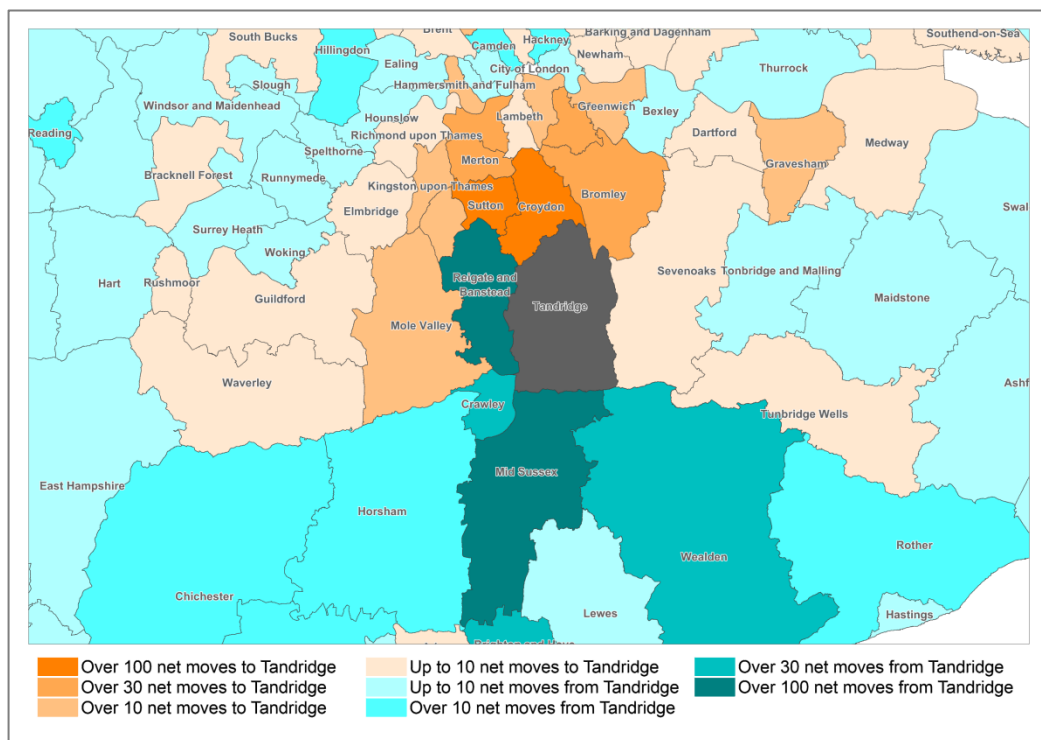 South Bucks
Brent
Hackney
Barking and Dagenham
Southend-on-Sea
Hillingdon
Camden
Newham
Ealing
City of London
Thurrock
Slough
Hammersmith and Fulham
Windsor and Maidenhead
Greenwich
Bexley
Hounslow
Lambeth
Reading
Richmond upon Thames
Dartford
Medway
Spelthorne
Merton
Gravesham
Bracknell Forest
Runnymede
Kingston upon Thames
Bromley
Sutton
Croydon
Elmbridge
Surrey Heath
Woking
Sevenoaks
Tonbridge and Malling
Hart
Rushmoor
Guildford
Reigate and
Banstead
Tandridge
Maidstone
Mole Valley
Waverley
Crawley
Tunbridge Wells
Mid Sussex
East Hampshire
Horsham
Rother
Wealden
Chichester
Lewes
Hastings
Over 100 net moves to Tandridge
Over 30 net moves to Tandridge
Over 10 net moves to Tandridge
Up to 10 net moves to Tandridge
Up to 10 net moves from Tandridge
Over 10 net moves from Tandridge
Over 30 net moves from Tandridge
Over 100 net moves from Tandridge